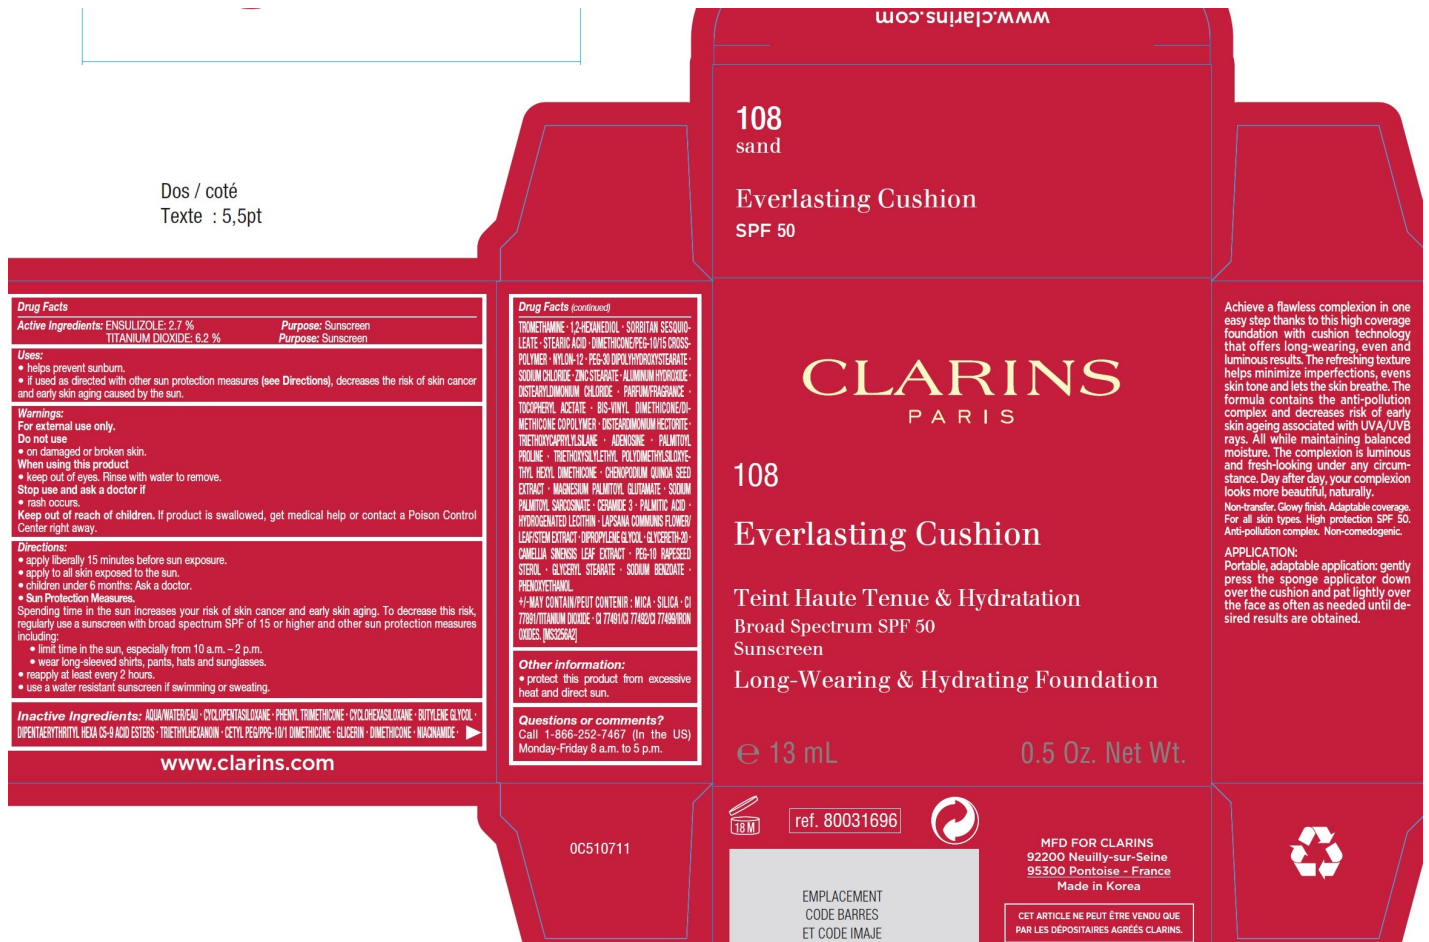 www.clarins.com
108
sand
Everlasting Cushion
SPF 50
Dos / coté
Texte : 5,5pt
Drug Facts
Active Ingredients: ENSULIZOLE: 2.7 % Purpose: Sunscreen
TITANIUM DIOXIDE: 6.2 % Purpose: Sunscreen
Uses:
• helps prevent sunburn.
• if used as directed with other sun protection measures (see Directions), decreases the risk of skin cancer
and early skin aging caused by the sun.
Warnings:
For external use only.
Do not use
• on damaged or broken skin.
When using this product
• keep out of eyes. Rinse with water to remove.
Stop use and ask a doctor if
• rash occurs.
Keep out of reach of children. If product is swallowed, get medical help or contact a Poison Control
Center right away.
Directions:
• apply liberally 15 minutes before sun exposure.
• apply to all skin exposed to the sun.
• children under 6 months: Ask a doctor.
• Sun Protection Measures.
Spending time in the sun increases your risk of skin cancer and early skin aging. To decrease this risk,
regularly use a sunscreen with broad spectrum SPF of 15 or higher and other sun protection measures
including:
• limit time in the sun, especially from 10 a.m. – 2 p.m.
• wear long-sleeved shirts, pants, hats and sunglasses.
• reapply at least every 2 hours.
• use a water resistant sunscreen if swimming or sweating.
Inactive Ingredients: AQUA/WATER/EAU · CYCLOPENTASILOXANE · PHENYL TRIMETHICONE · CYCLOHEXASILOXANE · BUTYLENE GLYCOL ·
DIPENTAERYTHRITYL HEXA C5-9 ACID ESTERS · TRIETHYLHEXANOIN · CETYL PEG/PPG-10/1 DIMETHICONE · GLICERIN · DIMETHICONE · NIACINAMIDE ·
www.clarins.com
Drug Facts (continued)
TROMETHAMINE · 1,2-HEXANEDIOL · SORBITAN SESQUIO-
LEATE · STEARIC ACID · DIMETHICONE/PEG-10/15 CROSS-
POLYMER · NYLON-12 · PEG-30 DIPOLYHYDROXYSTEARATE ·
SODIUM CHLORIDE · ZINC STEARATE · ALUMINUM HYDROXIDE ·
DISTEARYLDIMONIUM CHLORIDE · PARFUM/FRAGRANCE ·
TOCOPHERYL ACETATE · BIS-VINYL DIMETHICONE/DI-
METHICONE COPOLYMER · DISTEARDIMONIUM HECTORITE ·
TRIETHOXYCAPRYLYLSILANE · ADENOSINE · PALMITOYL
PROLINE · TRIETHOXYSILYLETHYL POLYDIMETHYLSILOXYE-
THYL HEXYL DIMETHICONE · CHENOPODIUM QUINOA SEED
EXTRACT · MAGNESIUM PALMITOYL GLUTAMATE · SODIUM
PALMITOYL SARCOSINATE · CERAMIDE 3 · PALMITIC ACID ·
HYDROGENATED LECITHIN · LAPSANA COMMUNIS FLOWER/
LEAF/STEM EXTRACT · DIPROPYLENE GLYCOL · GLYCERETH-20 ·
CAMELLIA SINENSIS LEAF EXTRACT · PEG-10 RAPESEED
STEROL · GLYCERYL STEARATE · SODIUM BENZOATE ·
PHENOXYETHANOL.
+/-MAY CONTAIN/PEUT CONTENIR : MICA · SILICA · CI
77891/TITANIUM DIOXIDE · CI 77491/CI 77492/CI 77499/IRON
OXIDES. [MS3256A2]
Other information:
• protect this product from excessive
heat and direct sun.
Questions or comments?
Call 1-866-252-7467 (In the US)
Monday-Friday 8 a.m. to 5 p.m.
CLARINS
PARIS
108
Everlasting Cushion
Teint Haute Tenue & Hydratation
Broad Spectrum SPF 50
Sunscreen
Long-Wearing & Hydrating Foundation
℮ 13 mL 0.5 Oz. Net Wt.
Achieve a flawless complexion in one
easy step thanks to this high coverage
foundation with cushion technology
that offers long-wearing, even and
luminous results. The refreshing texture
helps minimize imperfections, evens
skin tone and lets the skin breathe. The
formula contains the anti-pollution
complex and decreases risk of early
skin ageing associated with UVA/UVB
rays. All while maintaining balanced
moisture. The complexion is luminous
and fresh-looking under any circum-
stance. Day after day, your complexion
looks more beautiful, naturally.
Non-transfer. Glowy finish. Adaptable coverage.
For all skin types. High protection SPF 50.
Anti-pollution complex. Non-comedogenic.
APPLICATION:
Portable, adaptable application: gently
press the sponge applicator down
over the cushion and pat lightly over
the face as often as needed until de-
sired results are obtained.
0C510711
18 M
ref. 80031696
EMPLACEMENT
CODE BARRES
ET CODE IMAJE
MFD FOR CLARINS
92200 Neuilly-sur-Seine
95300 Pontoise - France
Made in Korea
CET ARTICLE NE PEUT ÊTRE VENDU QUE
PAR LES DÉPOSITAIRES AGRÉÉS CLARINS.